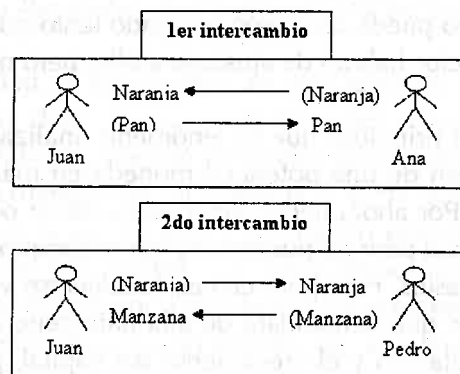 1er intercambio
Narania (Naranja)
(Pan) Pan
Juan Ana
2do intercambio
(Narania) Naranja
Manzana (Manzana)
Juan Pedro